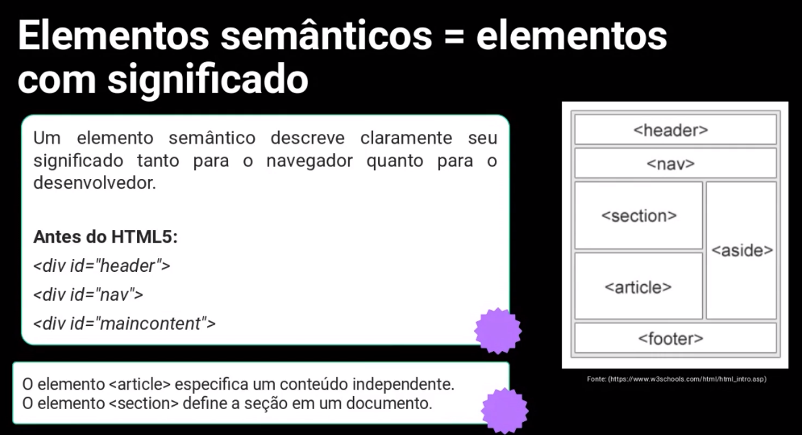 Elementos semânticos = elementos
com significado
Um elemento semântico descreve claramente seu
significado tanto para o navegador quanto para o
desenvolvedor.
Antes do HTML5:
<div id="header">
<div id="nav">
<div id="maincontent">
O elemento <article> especifica um conteúdo independente.
O elemento <section> define a seção em um documento.
<header>
<nav>
<section>
<aside>
<article>
<footer>
Fonte: (https://www.w3schools.com/html/html_intro.asp)